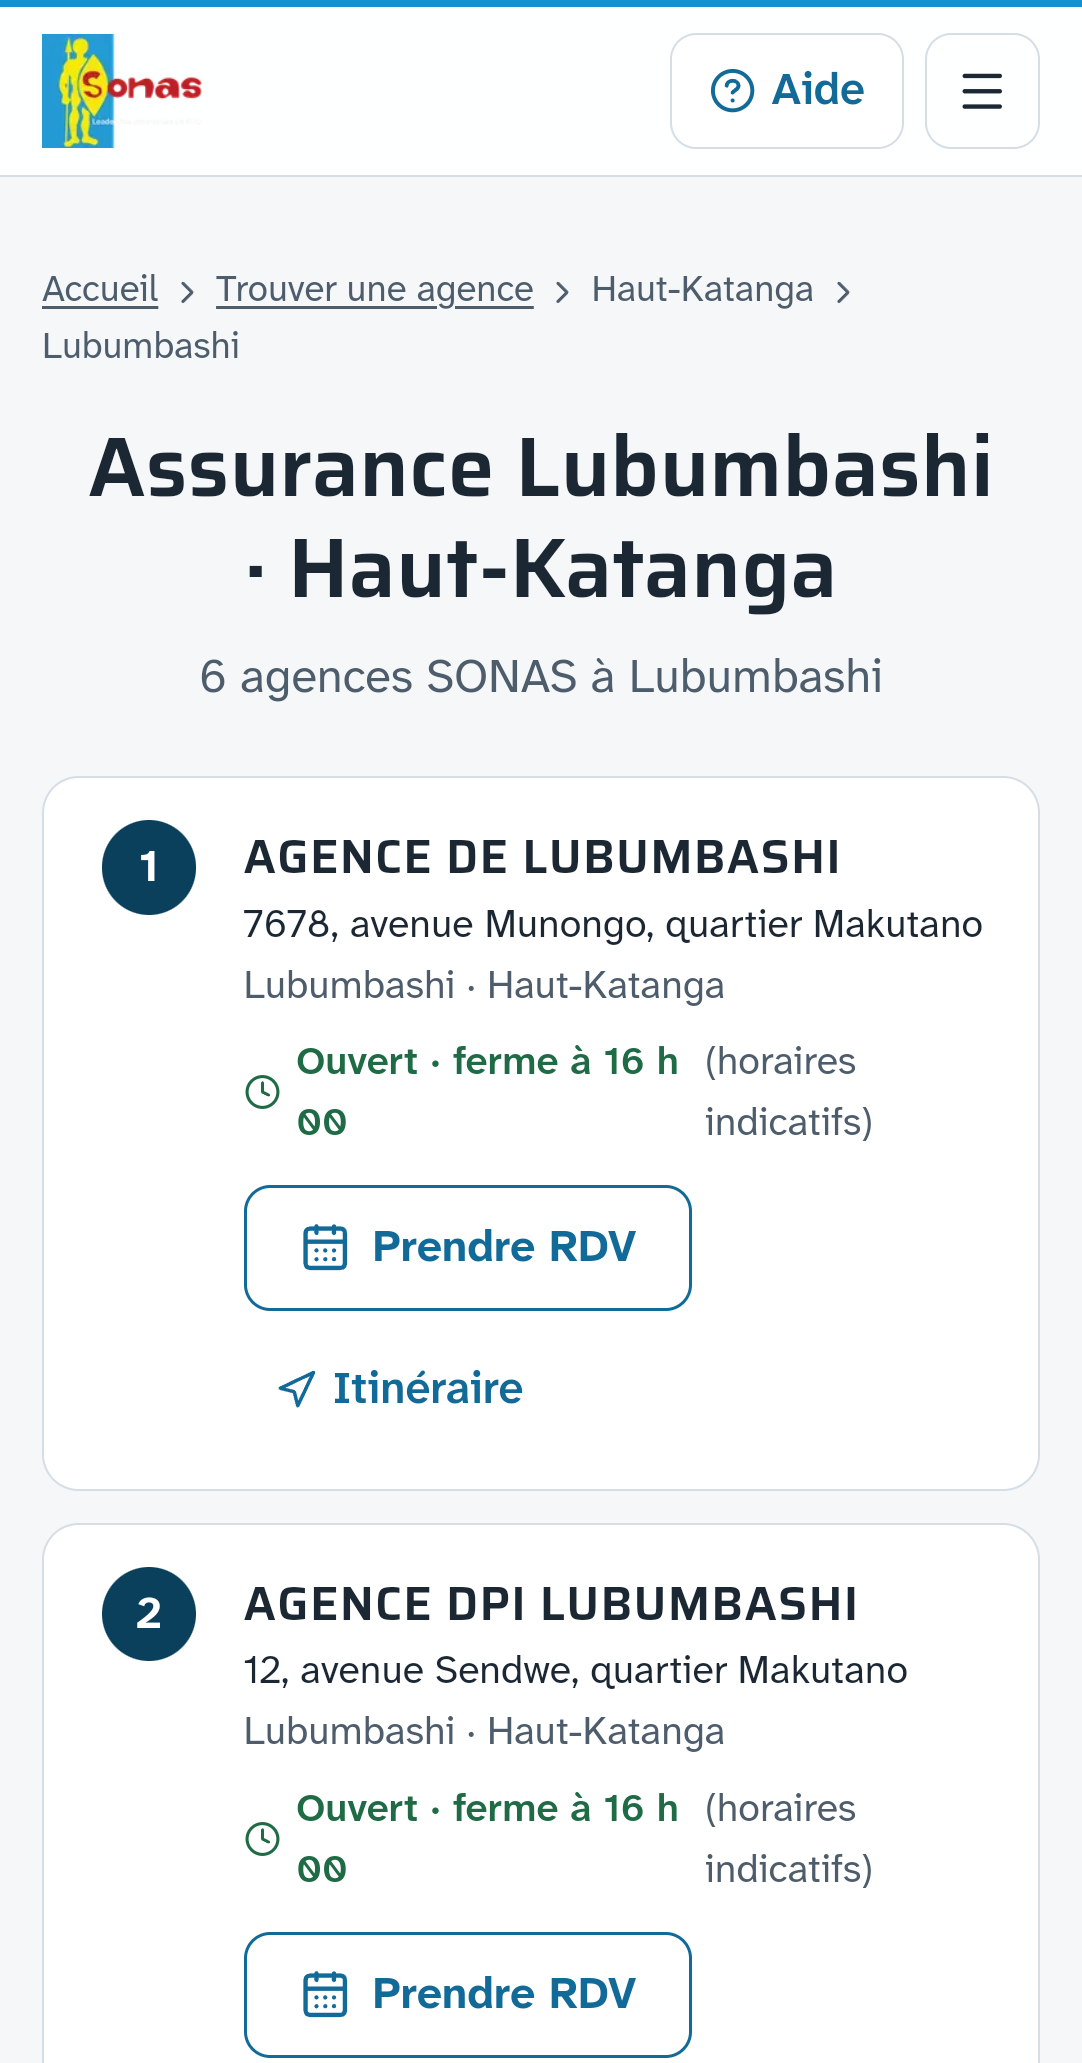 Sonas
Aide
Accueil > Trouver une agence > Haut-Katanga >
Lubumbashi
Assurance Lubumbashi
· Haut-Katanga
6 agences SONAS à Lubumbashi
1
AGENCE DE LUBUMBASHI
7678, avenue Munongo, quartier Makutano
Lubumbashi · Haut-Katanga
Ouvert · ferme à 16 h (horaires
00 indicatifs)
Prendre RDV
Itinéraire
2
AGENCE DPI LUBUMBASHI
12, avenue Sendwe, quartier Makutano
Lubumbashi · Haut-Katanga
Ouvert · ferme à 16 h (horaires
00 indicatifs)
Prendre RDV